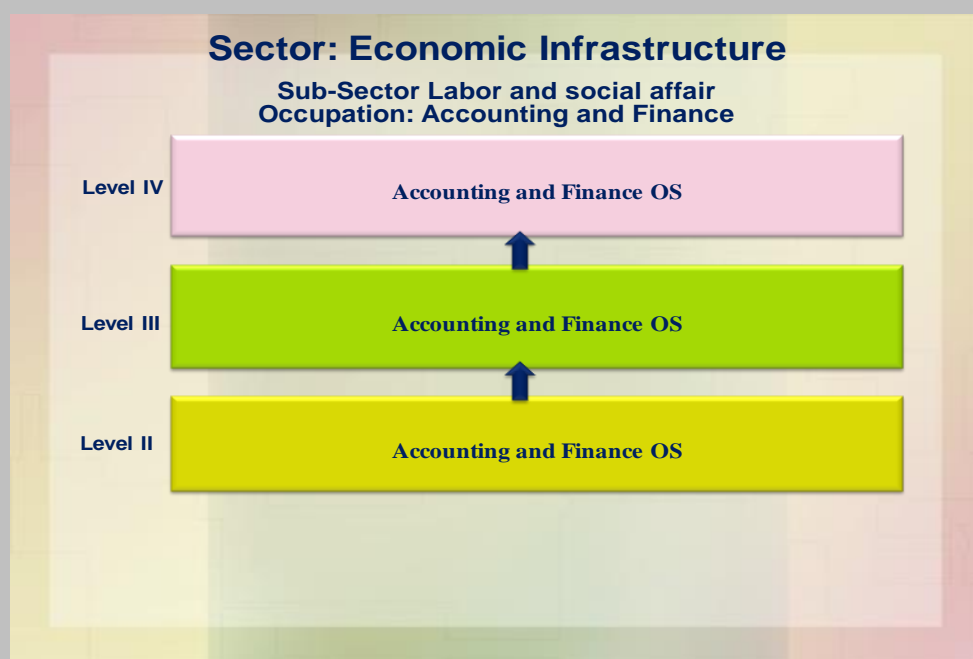 Sector: Economic Infrastructure
Sub-Sector Labor and social affair
Occupation: Accounting and Finance
Level IV
Accounting and Finance OS
Level III
Accounting and Finance OS
Level II
Accounting and Finance OS